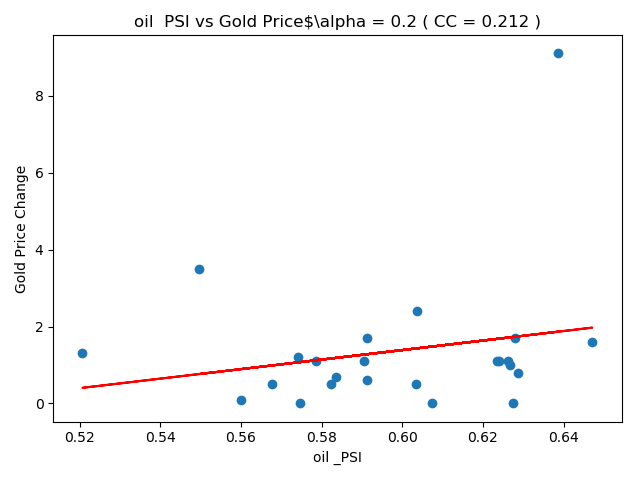 oil  PSI vs Gold Price$\alpha = 0.2 ( CC = 0.212 )
Gold Price Change
8
6
4
2
0
0.52 0.54 0.56 0.58 0.60 0.62 0.64
oil _PSI